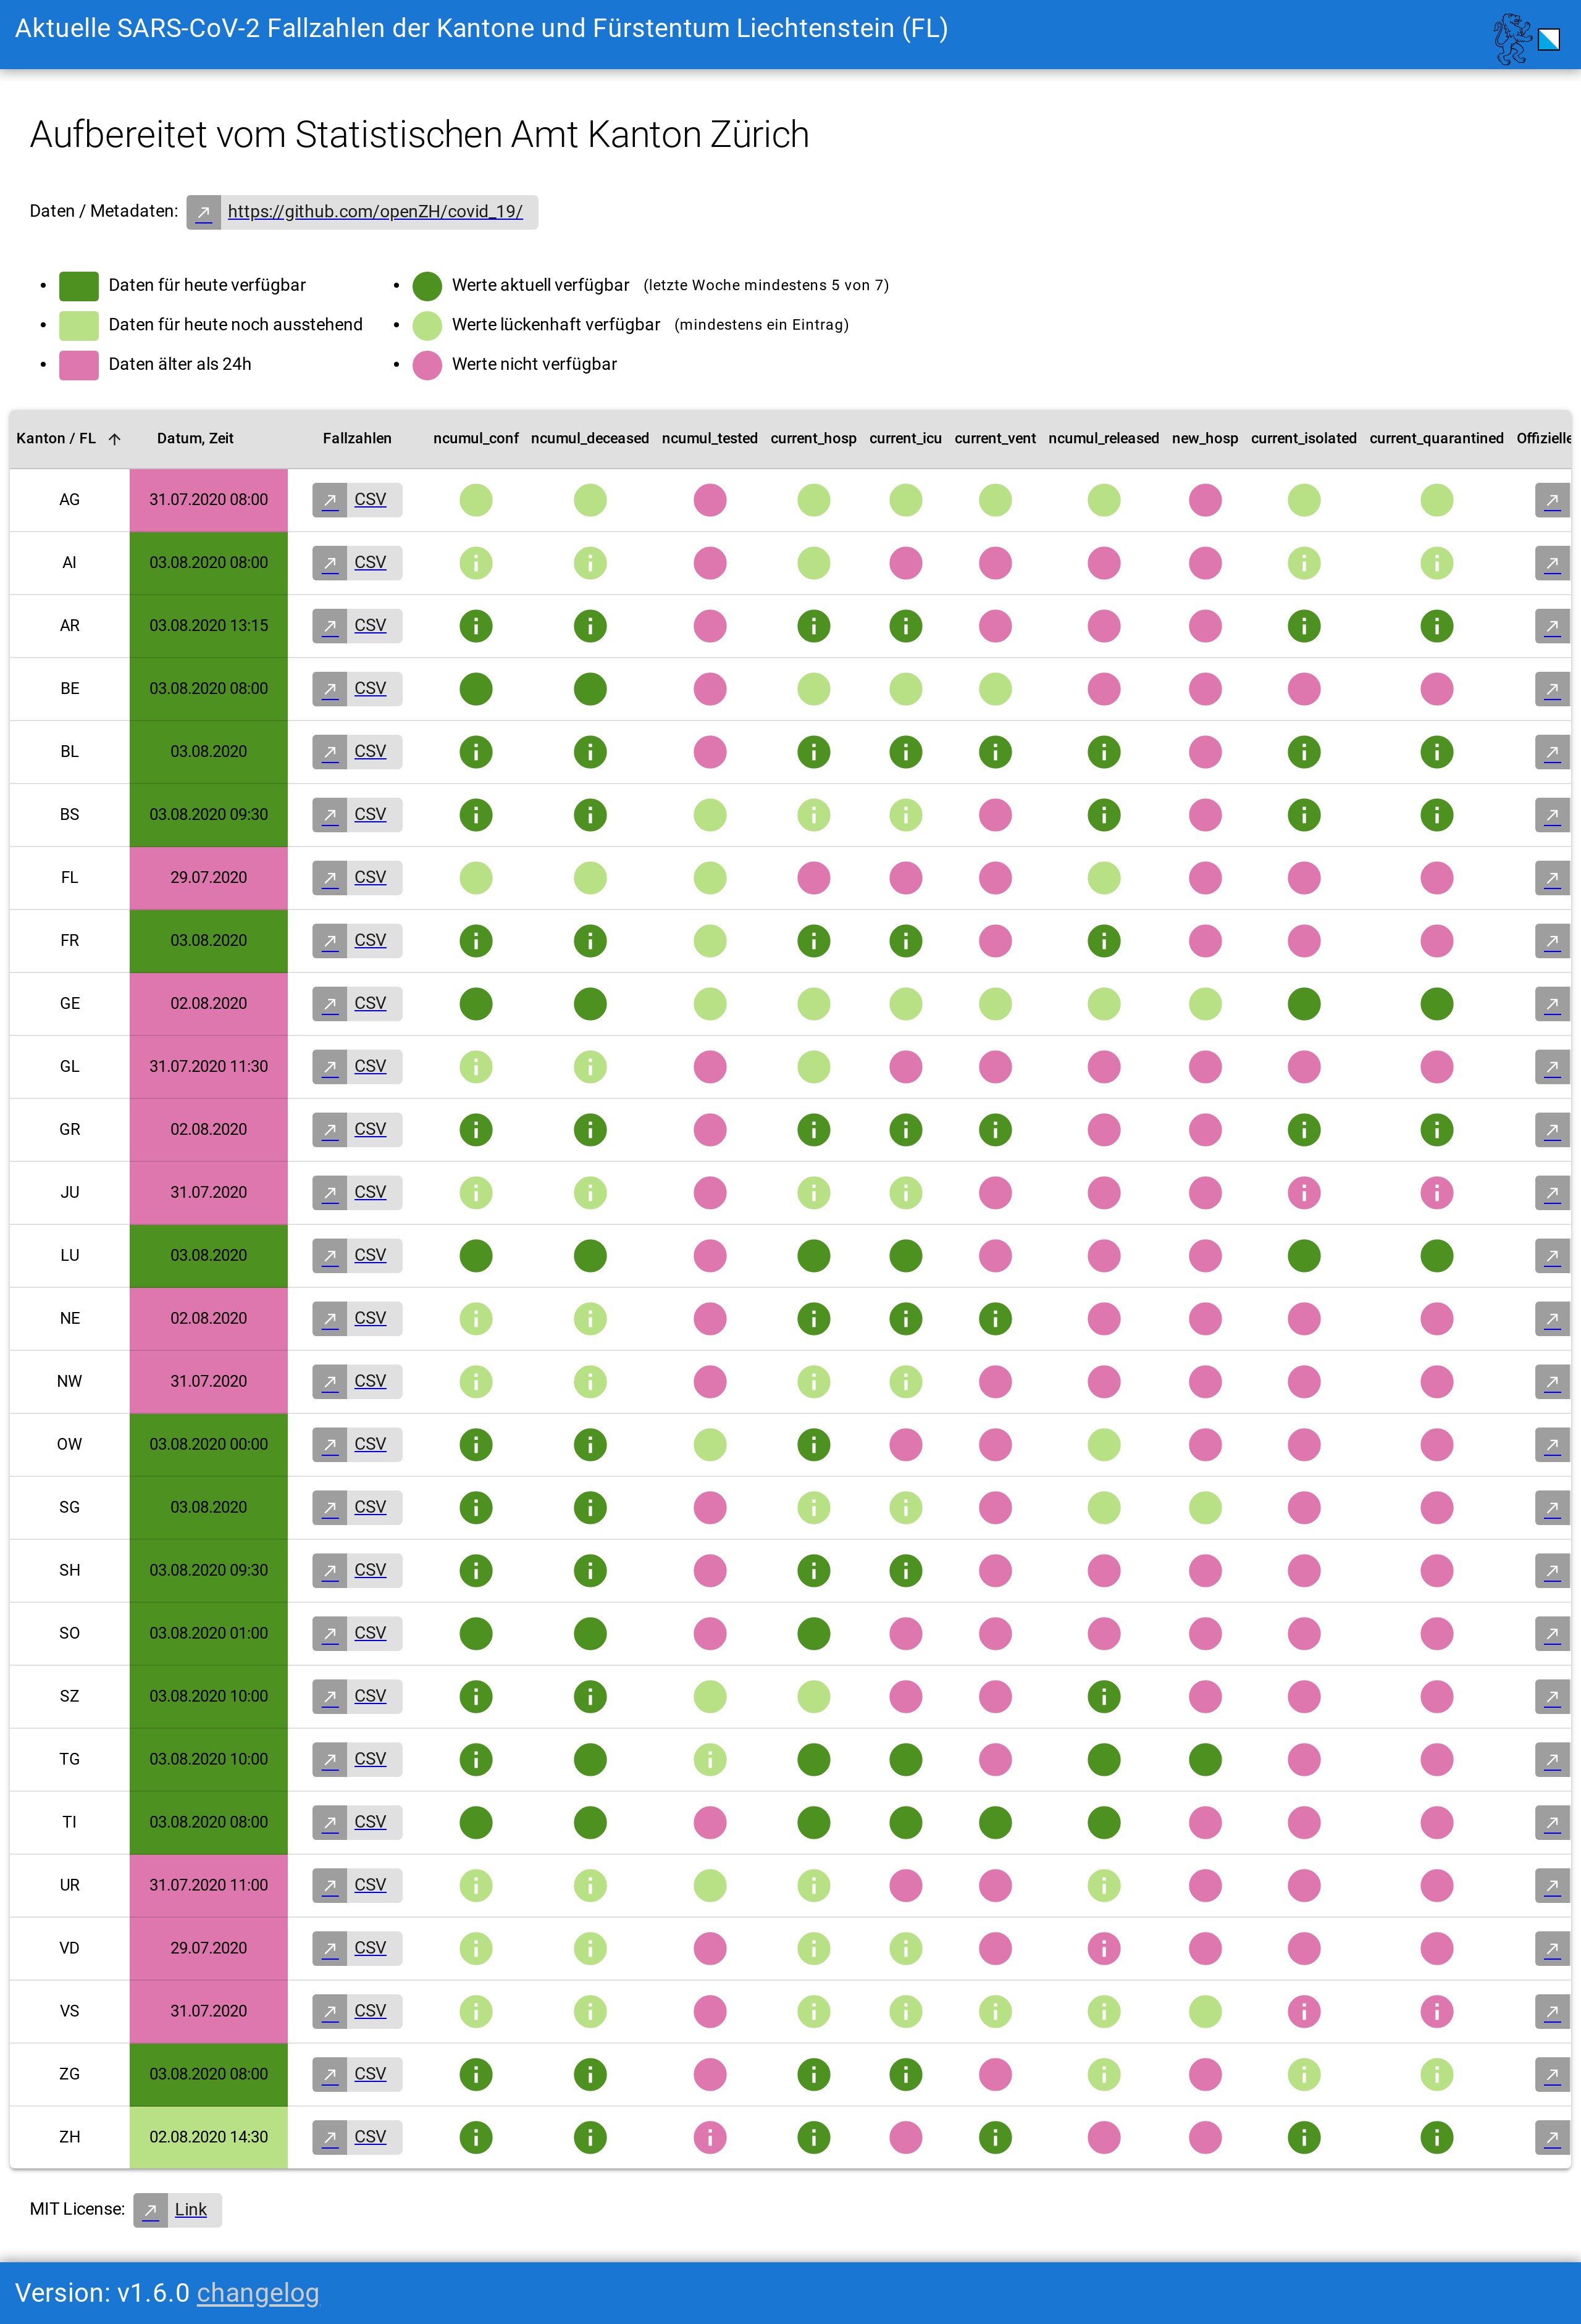 Aktuelle SARS-CoV-2 Fallzahlen der Kantone und Fürstentum Liechtenstein (FL)
Aufbereitet vom Statistischen Amt Kanton Zürich
Daten / Metadaten: https://github.com/openZH/covid_19/
Daten für heute verfügbar
Daten für heute noch ausstehend
Daten älter als 24h
Werte aktuell verfügbar (letzte Woche mindestens 5 von 7)
Werte lückenhaft verfügbar (mindestens ein Eintrag)
Werte nicht verfügbar
Kanton / FL Datum, Zeit Fallzahlen ncumul_conf ncumul_deceased ncumul_tested current_hosp current_icu current_vent ncumul_released new_hosp current_isolated current_quarantined Offizielle
AG 31.07.2020 08:00 CSV
AI 03.08.2020 08:00 CSV
AR 03.08.2020 13:15 CSV
BE 03.08.2020 08:00 CSV
BL 03.08.2020 CSV
BS 03.08.2020 09:30 CSV
FL 29.07.2020 CSV
FR 03.08.2020 CSV
GE 02.08.2020 CSV
GL 31.07.2020 11:30 CSV
GR 02.08.2020 CSV
JU 31.07.2020 CSV
LU 03.08.2020 CSV
NE 02.08.2020 CSV
NW 31.07.2020 CSV
OW 03.08.2020 00:00 CSV
SG 03.08.2020 CSV
SH 03.08.2020 09:30 CSV
SO 03.08.2020 01:00 CSV
SZ 03.08.2020 10:00 CSV
TG 03.08.2020 10:00 CSV
TI 03.08.2020 08:00 CSV
UR 31.07.2020 11:00 CSV
VD 29.07.2020 CSV
VS 31.07.2020 CSV
ZG 03.08.2020 08:00 CSV
ZH 02.08.2020 14:30 CSV
MIT License: Link
Version: v1.6.0 changelog